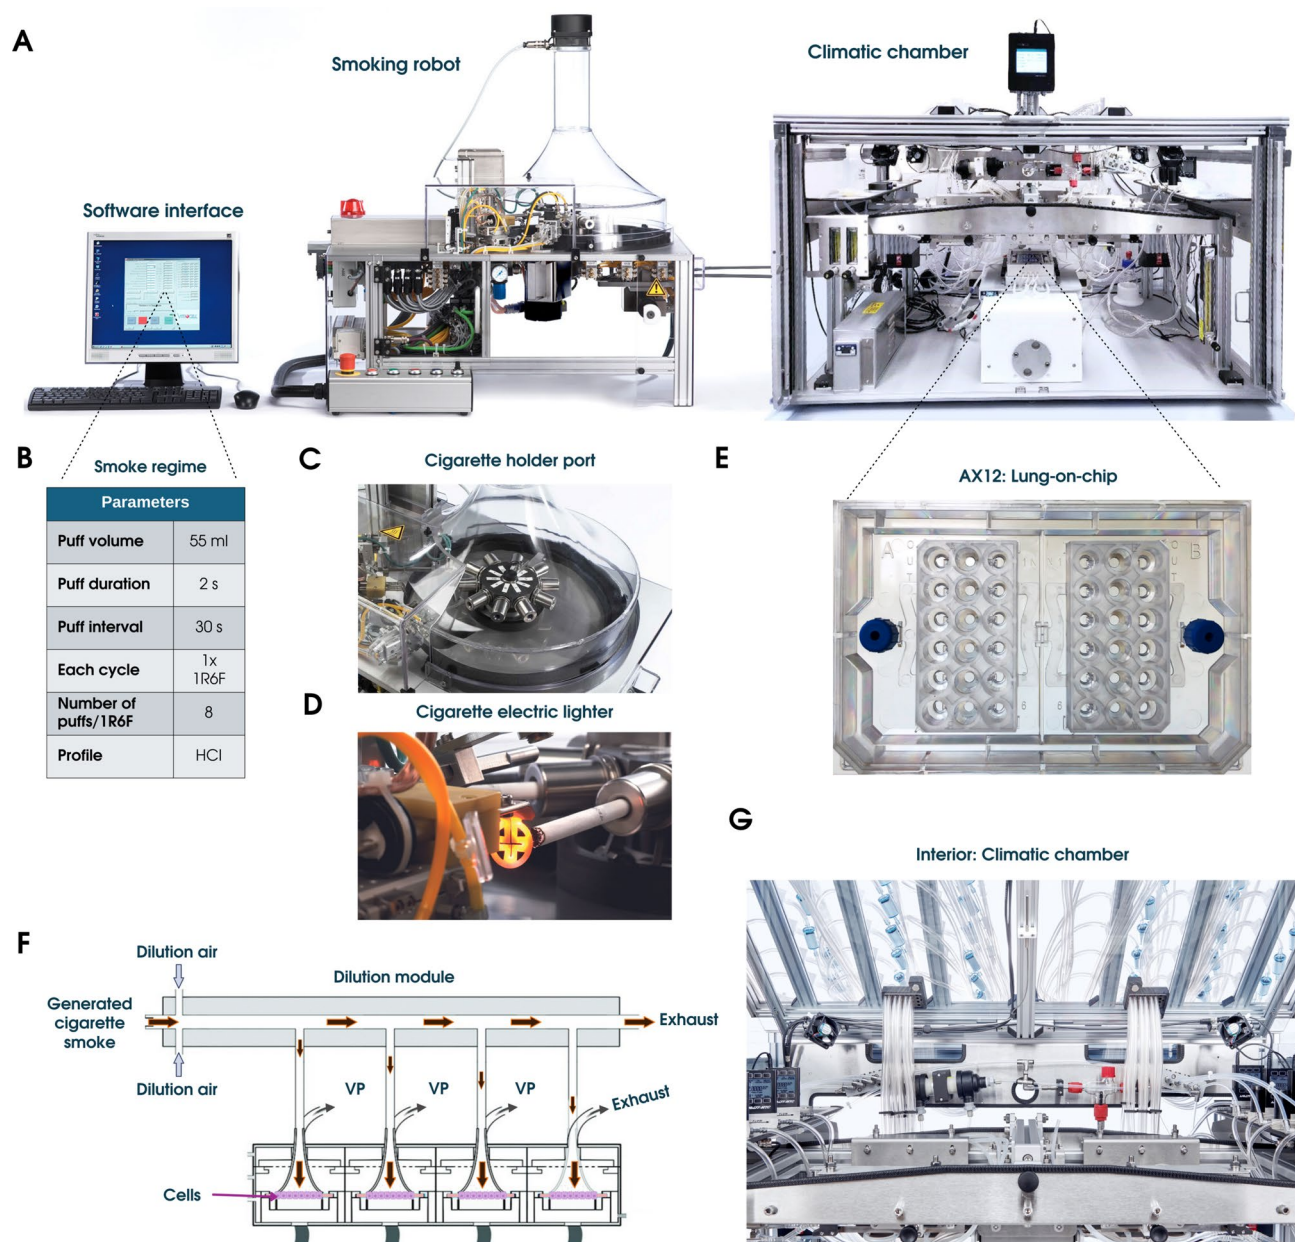 A
Smoking robot
Climatic chamber
Software interface
B
Smoke regime
Parameters
Puff volume 55 ml
Puff duration 2 s
Puff interval 30 s
Each cycle 1x
1R6F
Number of
puffs/1R6F 8
Profile HCI
C
Cigarette holder port
D
Cigarette electric lighter
E
AX12: Lung-on-chip
A
B
O
U
T
U
T
6
6
F
Dilution air
Dilution module
Generated
cigarette
smoke
Exhaust
Dilution air
VP
VP
VP
Exhaust
Cells
G
Interior: Climatic chamber